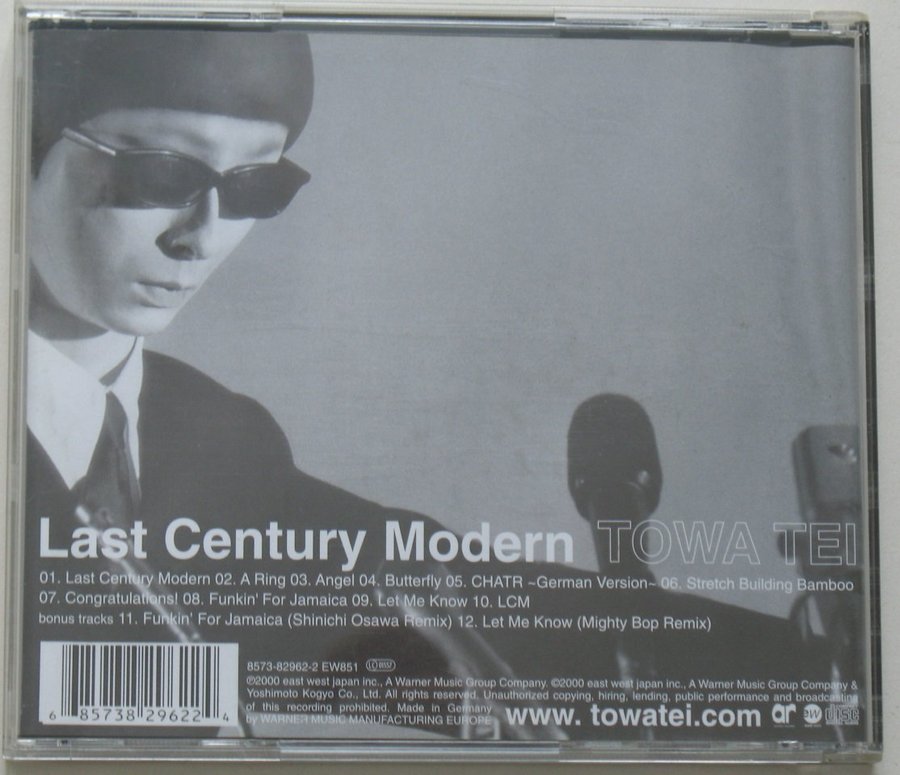 Last Century Modern TOWA TEI
01. Last Century Modern 02. A Ring 03. Angel 04. Butterfly 05. CHATR ~German Version~ 06. Stretch Building Bamboo
07. Congratulations! 08. Funkin' For Jamaica 09. Let Me Know 10. LCM
bonus tracks 11. Funkin' For Jamaica (Shinichi Osawa Remix) 12. Let Me Know (Mighty Bop Remix)
8573-82962-2 EW851
℗2000 east west japan inc., A Warner Music Group Company. ©2000 east west japan inc., A Warner Music Group Company &
Yoshimoto Kogyo Co., Ltd. All rights reserved. Unauthorized copying, hiring, lending, public performance and broadcasting
of this recording prohibited. Made in Germany
by WARNER MUSIC MANUFACTURING EUROPE
www. towatei.com ar ew disc
6 85738 29622 4